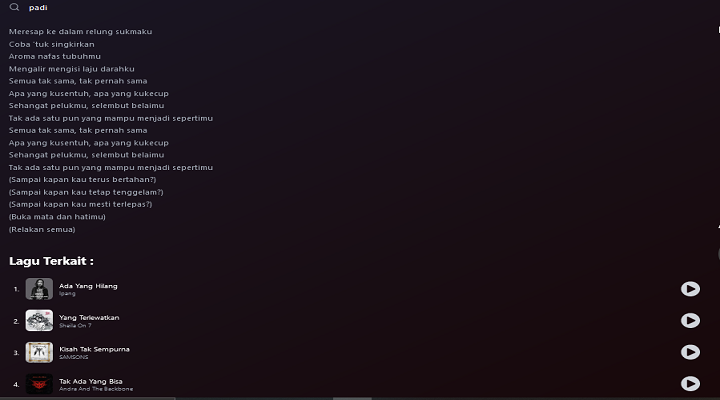 padi
Meresap ke dalam relung sukmaku
Coba `tuk singkirkan
Aroma nafas tubuhmu
Mengalir mengisi laju darahku
Semua tak sama, tak pernah sama
Apa yang kusentuh, apa yang kukecup
Sehangat pelukmu, selembut belaimu
Tak ada satu pun yang mampu menjadi sepertimu
Semua tak sama, tak pernah sama
Apa yang kusentuh, apa yang kukecup
Sehangat pelukmu, selembut belaimu
Tak ada satu pun yang mampu menjadi sepertimu
(Sampai kapan kau terus bertahan?)
(Sampai kapan kau tetap tenggelam?)
(Sampai kapan kau mesti terlepas?)
(Buka mata dan hatimu)
(Relakan semua)
Lagu Terkait :
1. Ada Yang Hilang
Ipang
2. Yang Terlewatkan
Sheila On 7
3. Kisah Tak Sempurna
SAMSONS
4. Tak Ada Yang Bisa
Andra And The Backbone